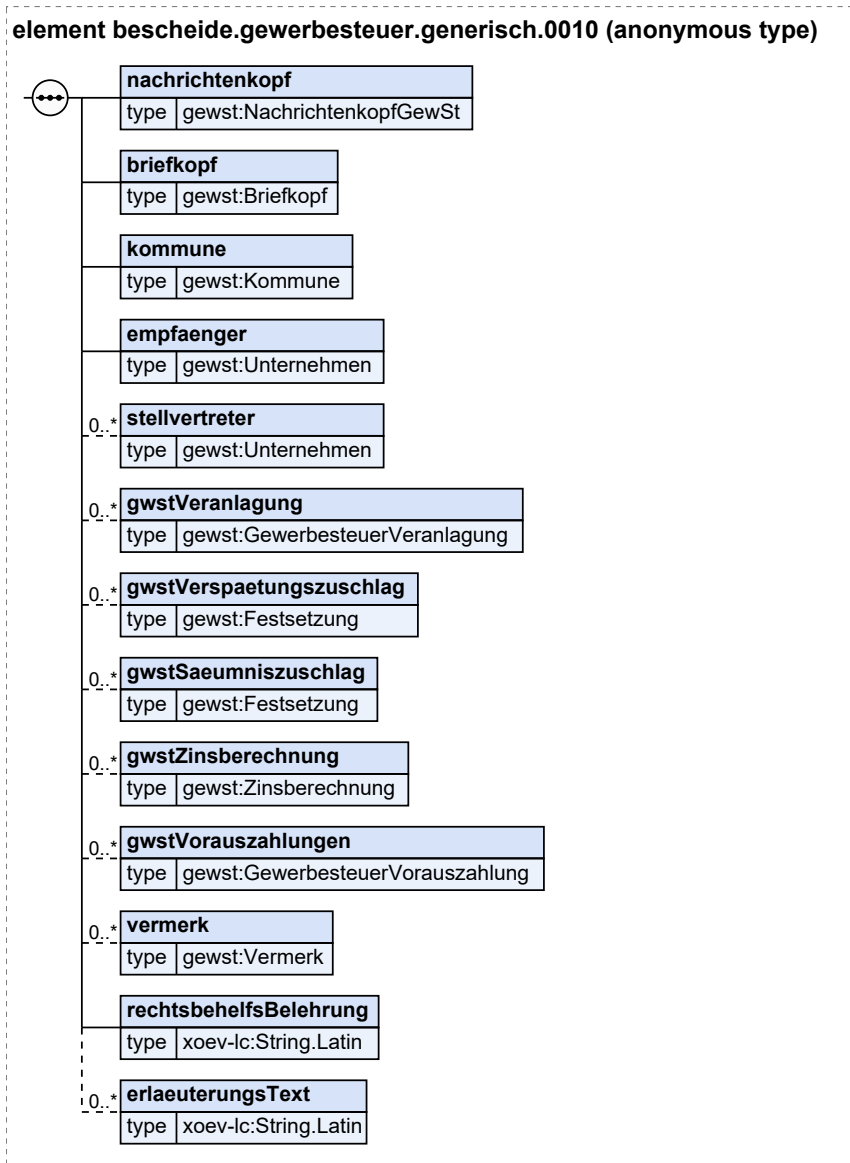 element bescheide.gewerbesteuer.generisch.0010 (anonymous type)
nachrichtenkopf
type gewst:NachrichtenkopfGewSt
briefkopf
type gewst:Briefkopf
kommune
type gewst:Kommune
empfaenger
type gewst:Unternehmen
0..* stellvertreter
type gewst:Unternehmen
0..* gwstVeranlagung
type gewst:GewerbesteuerVeranlagung
0..* gwstVerspaetungszuschlag
type gewst:Festsetzung
0..* gwstSaeumniszuschlag
type gewst:Festsetzung
0..* gwstZinsberechnung
type gewst:Zinsberechnung
0..* gwstVorauszahlungen
type gewst:GewerbesteuerVorauszahlung
0..* vermerk
type gewst:Vermerk
rechtsbehelfsBelehrung
type xoev-lc:String.Latin
0..* erlaeuterungsText
type xoev-lc:String.Latin